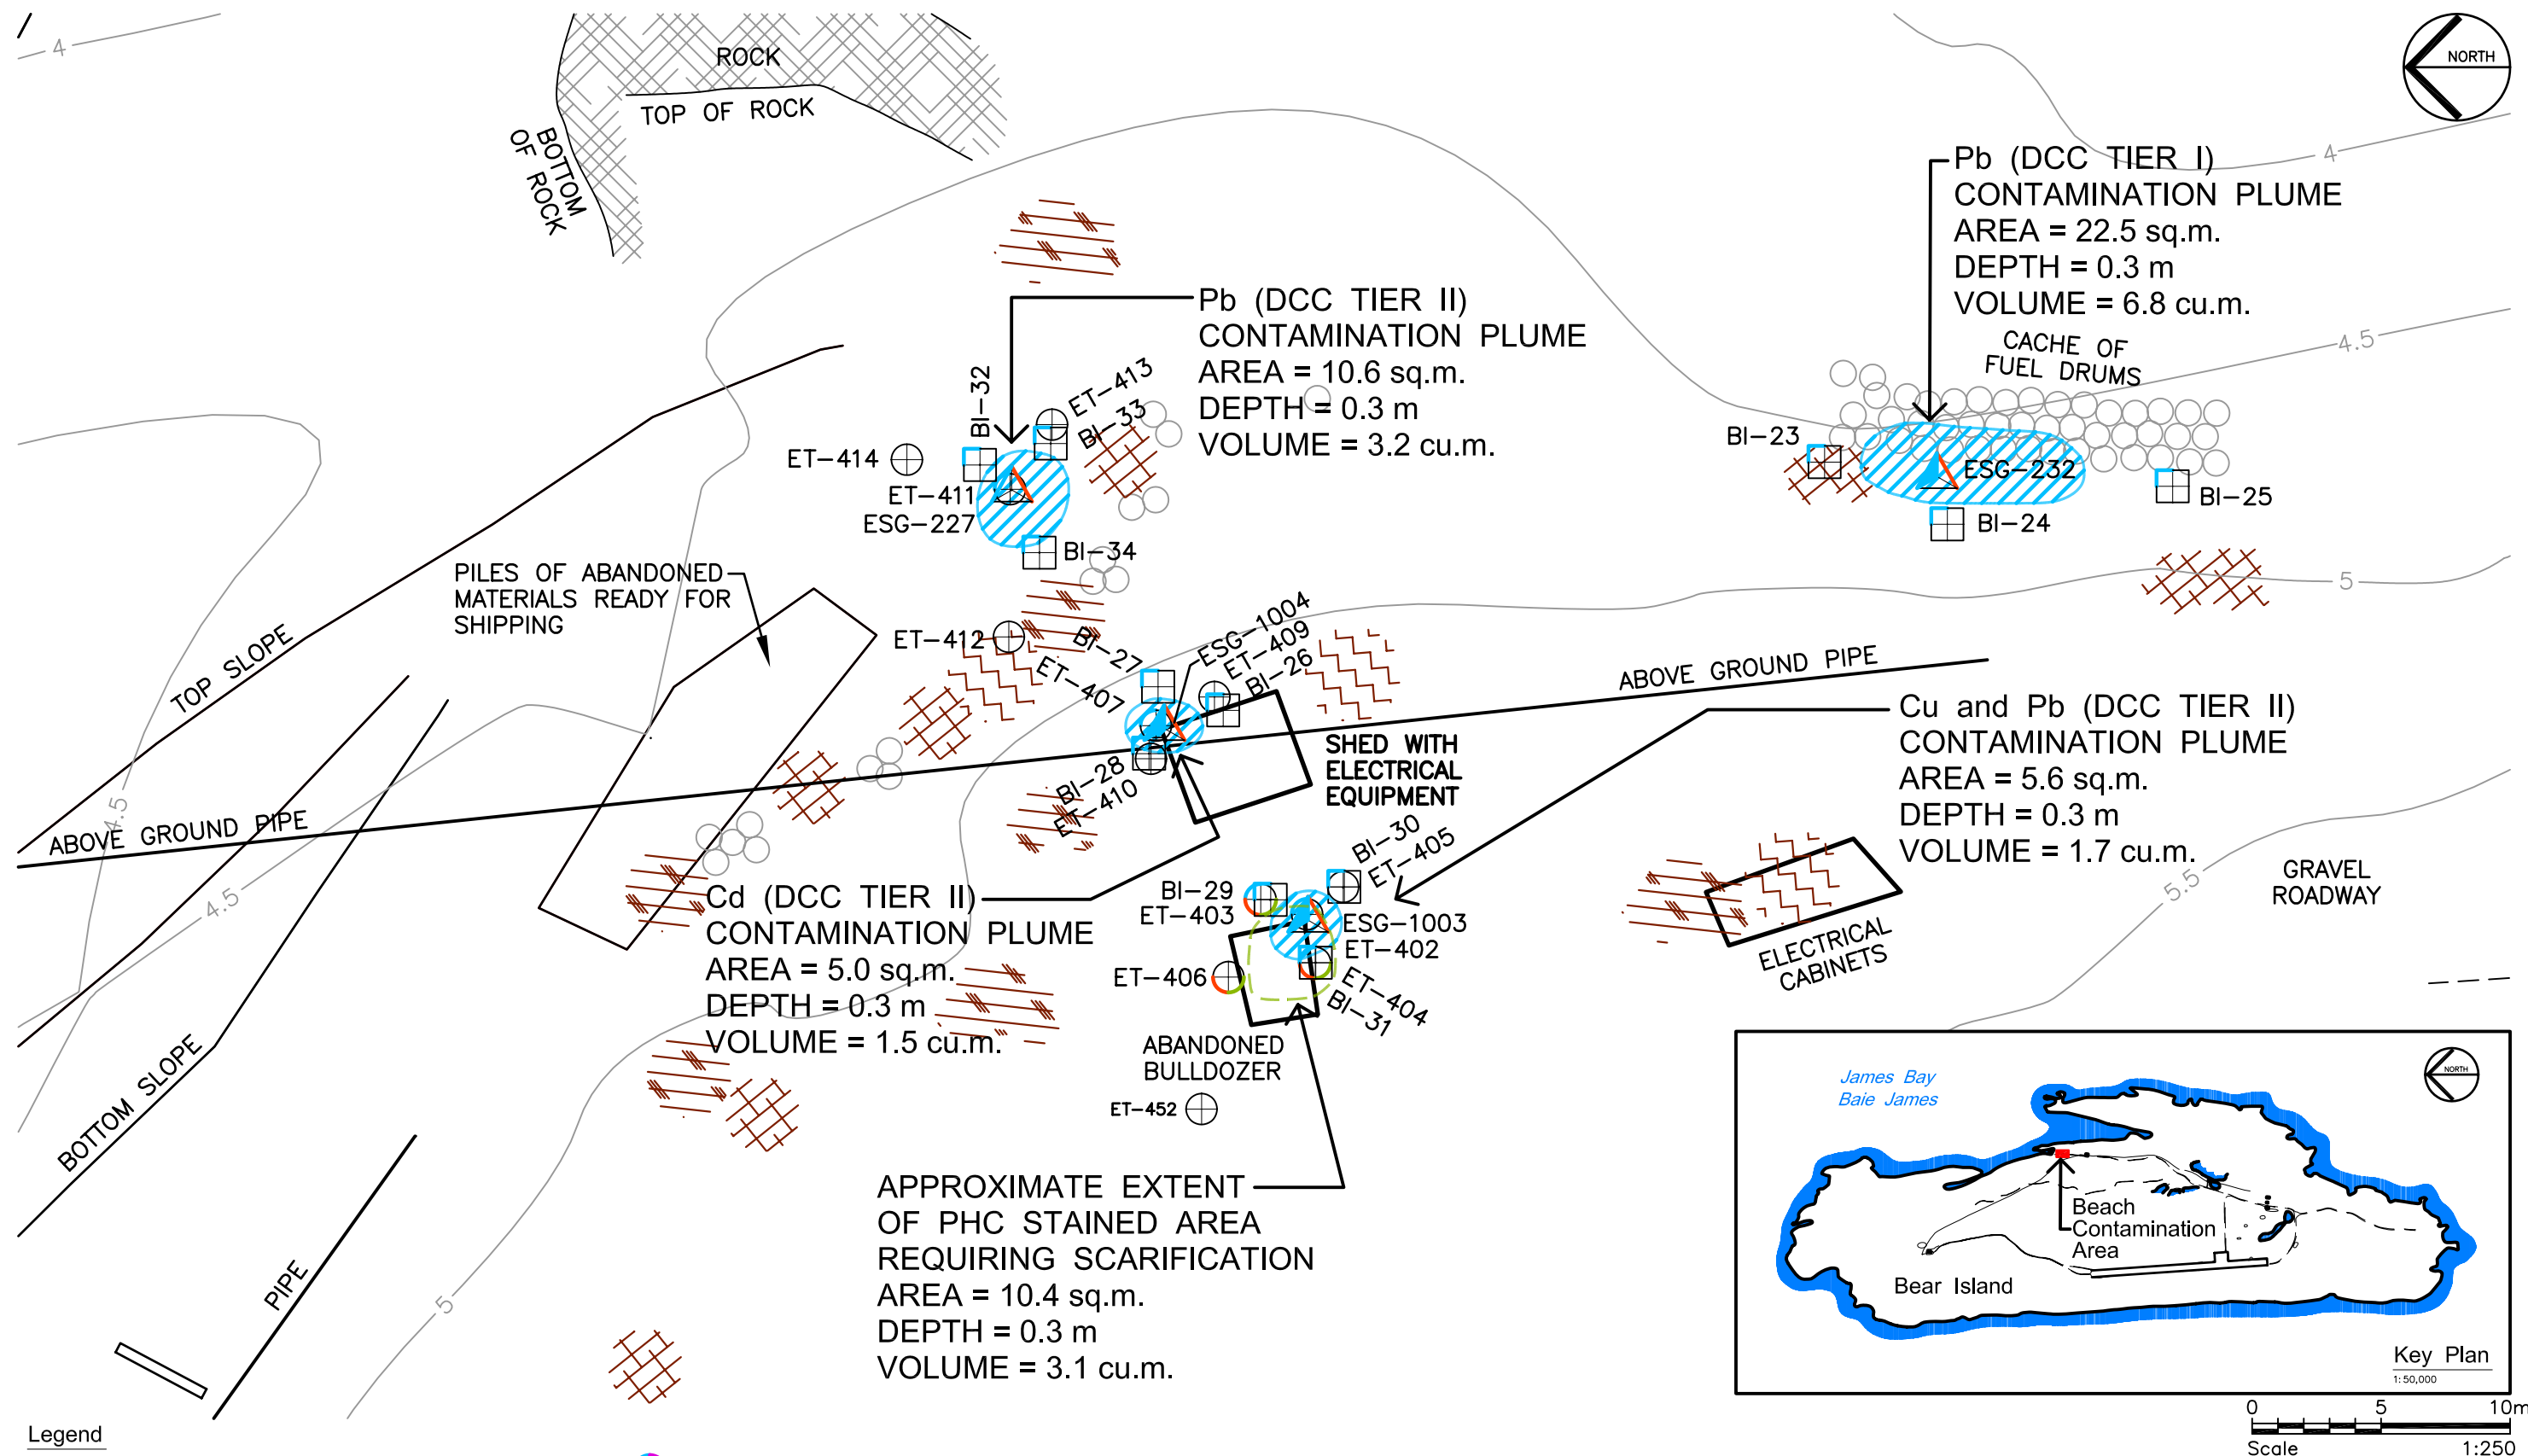 4
ROCK
TOP OF ROCK
BOTTOM
OF ROCK
NORTH
Pb (DCC TIER I)
CONTAMINATION PLUME
AREA = 22.5 sq.m.
DEPTH = 0.3 m
VOLUME = 6.8 cu.m.
4
4.5
CACHE OF
FUEL DRUMS
Pb (DCC TIER II)
CONTAMINATION PLUME
AREA = 10.6 sq.m.
DEPTH = 0.3 m
VOLUME = 3.2 cu.m.
BI-32
ET-413
BI-33
ET-414
ET-411
ESG-227
BI-34
BI-23
ESG-232
BI-24
BI-25
5
PILES OF ABANDONED
MATERIALS READY FOR
SHIPPING
TOP SLOPE
ET-412
BI-27
ET-407
ESG-1004
ET-409
BI-26
ABOVE GROUND PIPE
SHED WITH
ELECTRICAL
EQUIPMENT
BI-28
ET-410
Cu and Pb (DCC TIER II)
CONTAMINATION PLUME
AREA = 5.6 sq.m.
DEPTH = 0.3 m
VOLUME = 1.7 cu.m.
4.5
ABOVE GROUND PIPE
4.5
Cd (DCC TIER II)
CONTAMINATION PLUME
AREA = 5.0 sq.m.
DEPTH = 0.3 m
VOLUME = 1.5 cu.m.
BI-30
ET-405
BI-29
ET-403
ESG-1003
ET-402
ET-406
ET-404
BI-31
ELECTRICAL
CABINETS
5.5
GRAVEL
ROADWAY
ABANDONED
BULLDOZER
ET-452
BOTTOM SLOPE
PIPE
5
APPROXIMATE EXTENT
OF PHC STAINED AREA
REQUIRING SCARIFICATION
AREA = 10.4 sq.m.
DEPTH = 0.3 m
VOLUME = 3.1 cu.m.
James Bay
Baie James
NORTH
Beach
Contamination
Area
Bear Island
Key Plan
1:50,000
0 5 10m
Scale 1:250
Legend